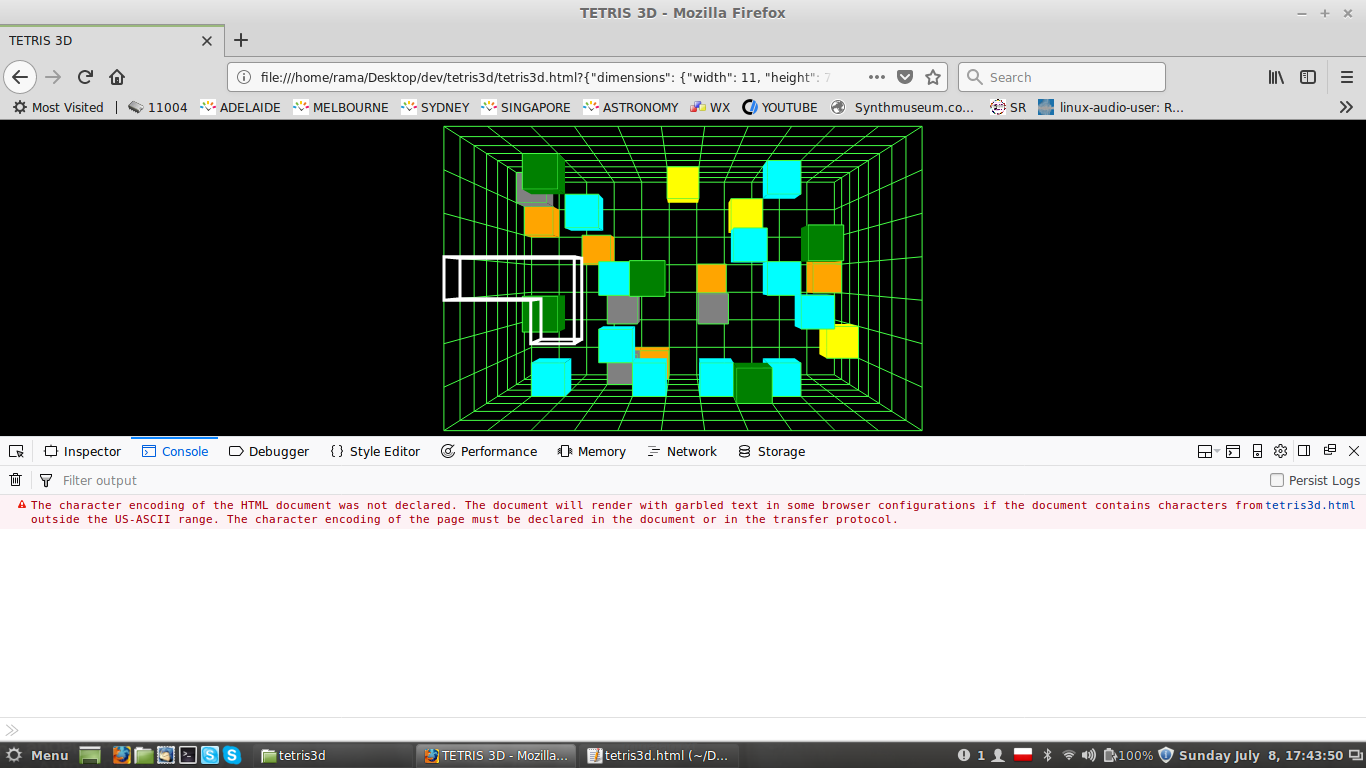 TETRIS 3D - Mozilla Firefox
TETRIS 3D
file:///home/rama/Desktop/dev/tetris3d/tetris3d.html?{"dimensions": {"width": 11, "height": 7
Search
Most Visited 11004 ADELAIDE MELBOURNE SYDNEY SINGAPORE ASTRONOMY WX YOUTUBE Synthmuseum.co... SR linux-audio-user: R...
Inspector Console Debugger Style Editor Performance Memory Network Storage
Filter output
Persist Logs
The character encoding of the HTML document was not declared. The document will render with garbled text in some browser configurations if the document contains characters from tetris3d.html
outside the US-ASCII range. The character encoding of the page must be declared in the document or in the transfer protocol.
Menu tetris3d TETRIS 3D - Mozilla... tetris3d.html (~/D... 1 100% Sunday July 8, 17:43:50